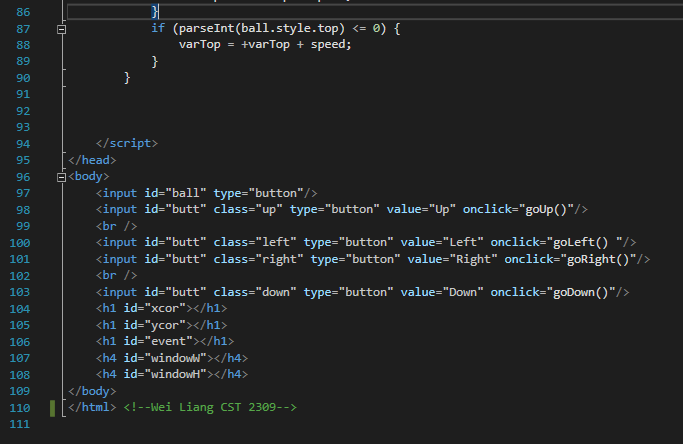 86 }
87 if (parseInt(ball.style.top) <= 0) {
88 varTop = +varTop + speed;
89 }
90 }
91
92
93
94 </script>
95 </head>
96 <body>
97 <input id="ball" type="button"/>
98 <input id="butt" class="up" type="button" value="Up" onclick="goUp()"/>
99 <br />
100 <input id="butt" class="left" type="button" value="Left" onclick="goLeft() "/>
101 <input id="butt" class="right" type="button" value="Right" onclick="goRight()"/>
102 <br />
103 <input id="butt" class="down" type="button" value="Down" onclick="goDown()"/>
104 <h1 id="xcor"></h1>
105 <h1 id="ycor"></h1>
106 <h1 id="event"></h1>
107 <h4 id="windowW"></h4>
108 <h4 id="windowH"></h4>
109 </body>
110 </html> <!--Wei Liang CST 2309-->
111